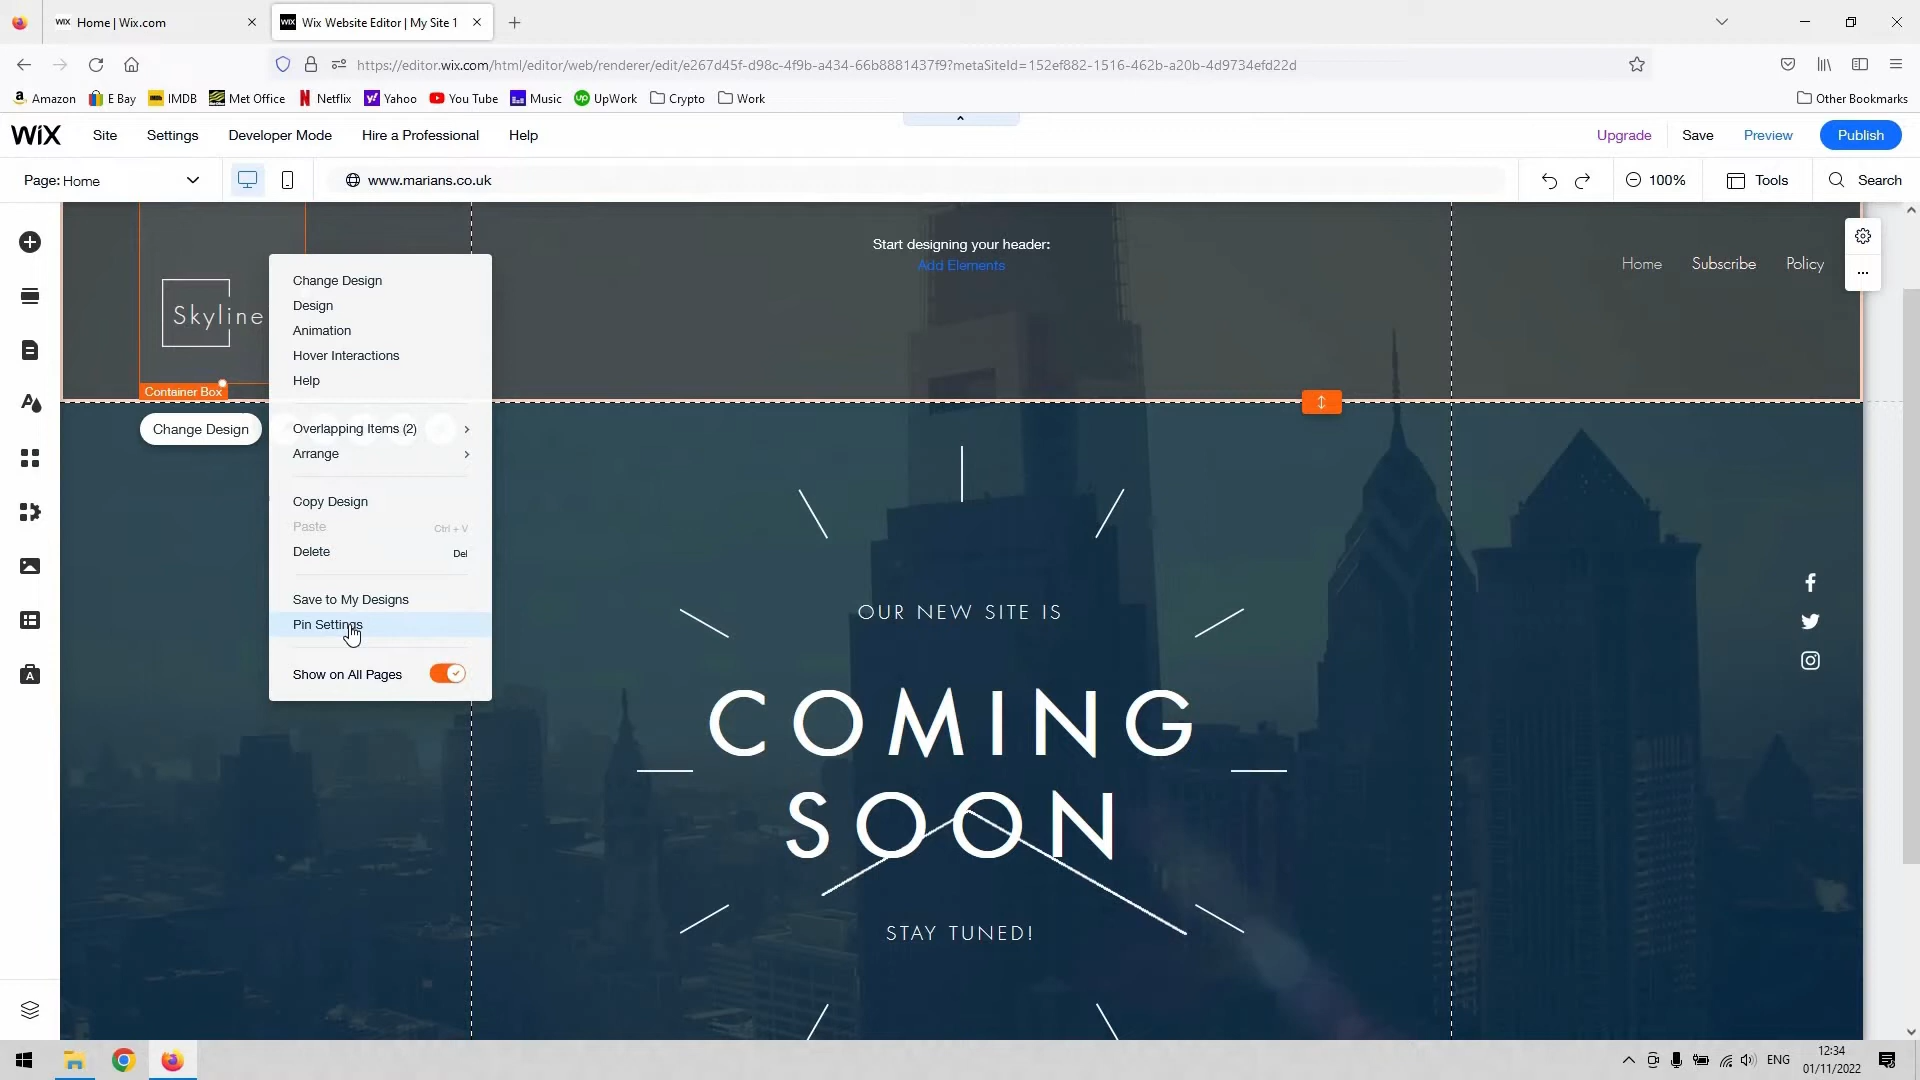 Home | Wix.com
WIX Wix Website Editor | My Site 1
https://editor.wix.com/html/editor/web/renderer/edit/e267d45f-d98c-4f9b-a434-66b8881437f9?metaSiteId=152ef882-1516-462b-a20b-4d9734efd22d
Amazon E Bay IMDB Met Office Netflix Yahoo You Tube Music UpWork Crypto Work Other Bookmarks
WIX Site Settings Developer Mode Hire a Professional Help Upgrade Save Preview Publish
Page: Home www.marians.co.uk 100% Tools Search
Start designing your header:
Add Elements
Home Subscribe Policy
Skyline
Container Box
Change Design
Change Design
Design
Animation
Hover Interactions
Help
Overlapping Items (2)
Arrange
Copy Design
Paste Ctrl + V
Delete Del
Save to My Designs
Pin Settings
Show on All Pages
OUR NEW SITE IS
COMING
SOON
STAY TUNED!
ENG
12:34
01/11/2022